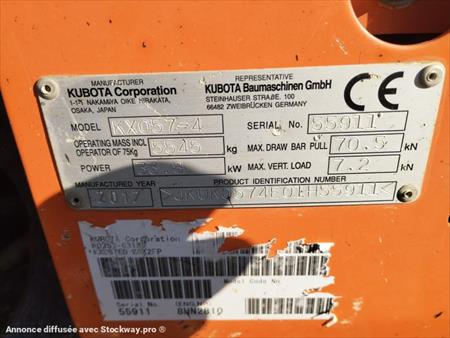 MANUFACTURER
KUBOTA Corporation
1-1-1 NAKAMIYA OIKE HIRAKATA,
OSAKA, JAPAN
REPRESENTATIVE
KUBOTA Baumaschinen GmbH
STEINHAUSER STRAßE 100
66482 ZWEIBRÜCKEN GERMANY
CE
MODEL KX057-4
SERIAL No. 55911
OPERATING MASS INCL OPERATOR OF 75Kg 5545 kg
MAX. DRAW BAR PULL 70.5 kN
POWER kW
MAX. VERT. LOAD 7.2 kN
MANUFACTURED YEAR 2017
PRODUCT IDENTIFICATION NUMBER
KUBOTA Corporation
Model Code No.
Serial No.
55911
8HN2810
Annonce diffusée avec Stockway.pro ®